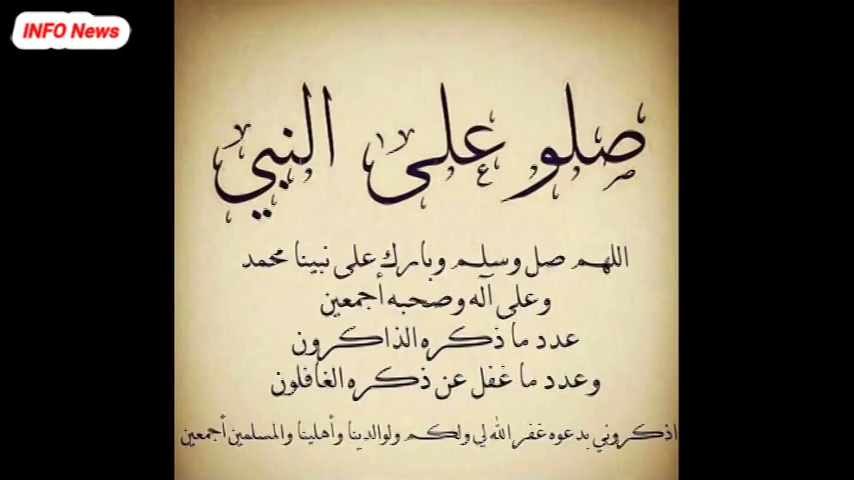 INFO News
صلو على النبي
اللهم صل وسلم وبارك على نبينا محمد
وعلى آله وصحبه أجمعين
عدد ما ذكره الذاكرون
وعدد ما غفل عن ذكره الغافلون
اذكروني بدعوه غفر الله لي ولكم ولوالدينا وأهلينا والمسلمين أجمعين